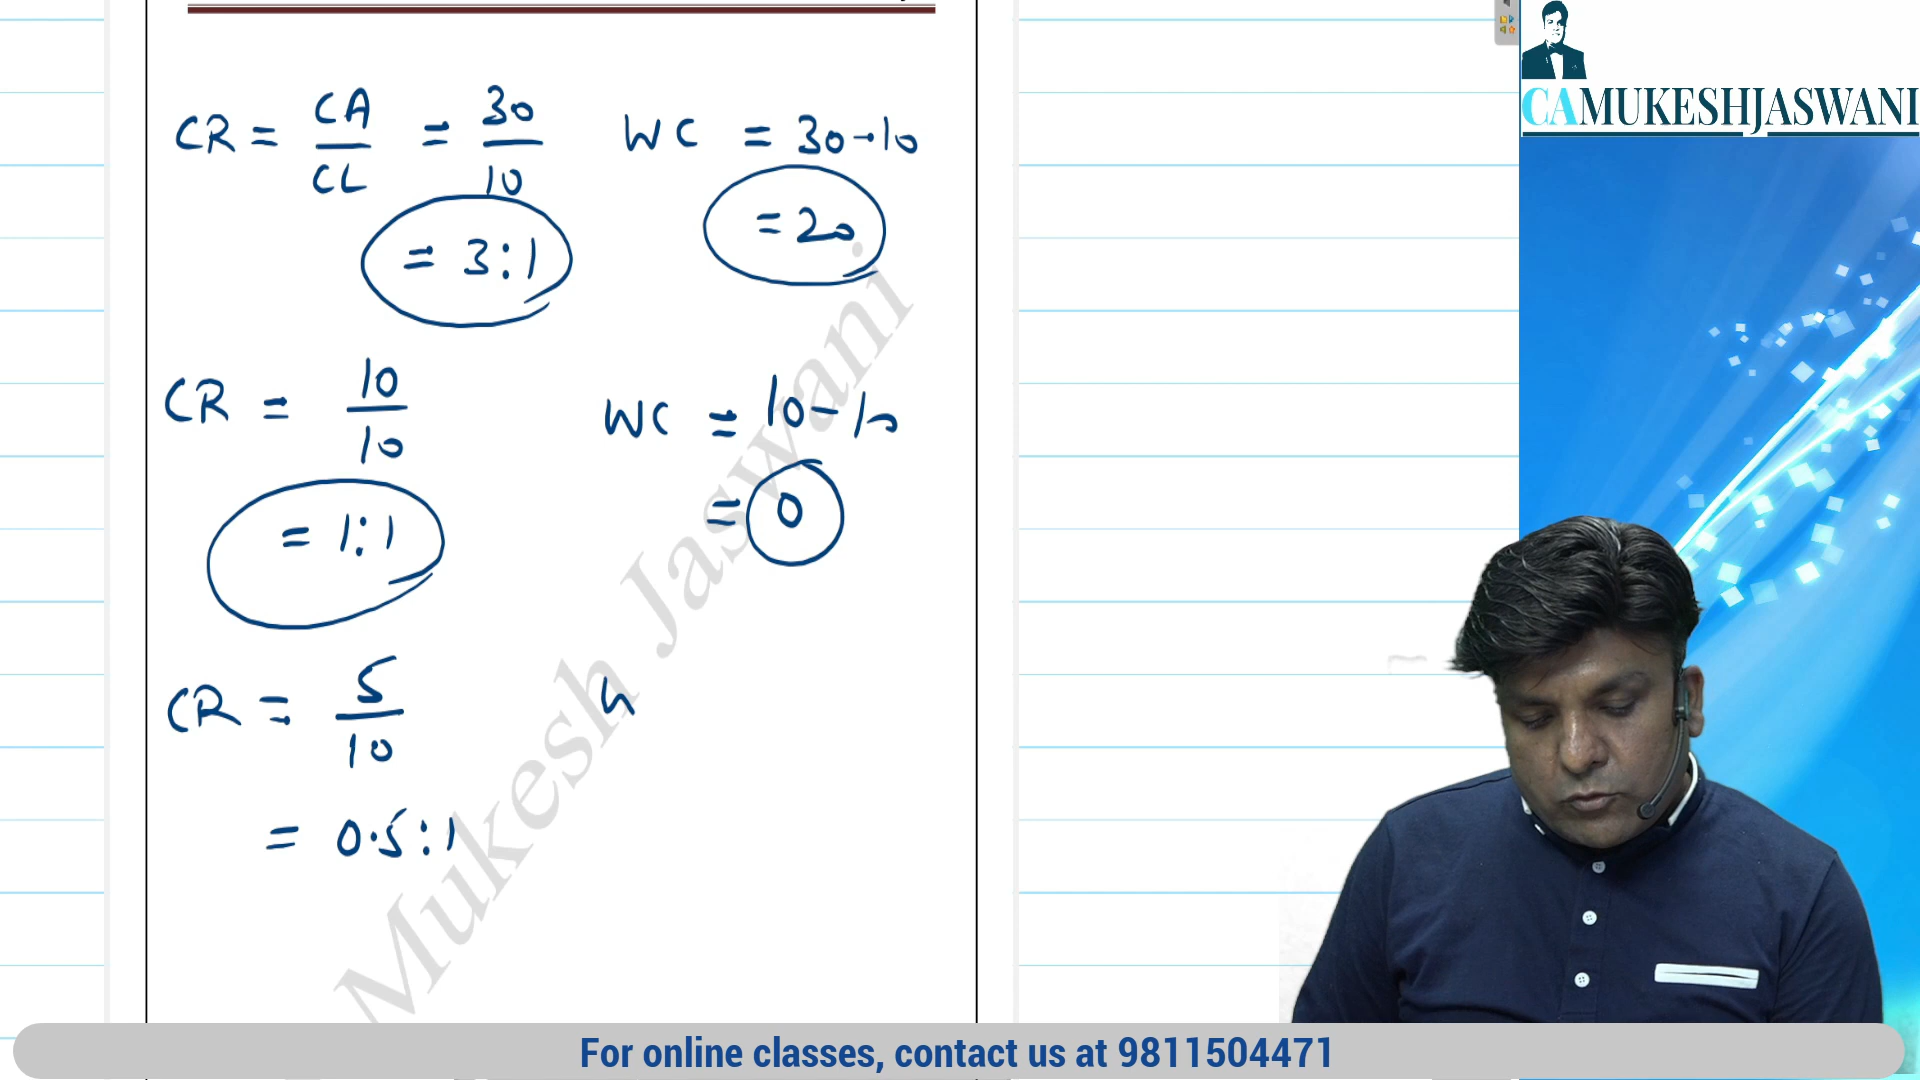 CAMUKESHJASWANI
CR = CA/CL = 30/10
= 3:1
WC = 30-10
= 20
CR = 10/10
= 1:1
WC = 10-10
= 0
CR = 5/10
= 0.5:1
Mukesh Jaswani
For online classes, contact us at 9811504471